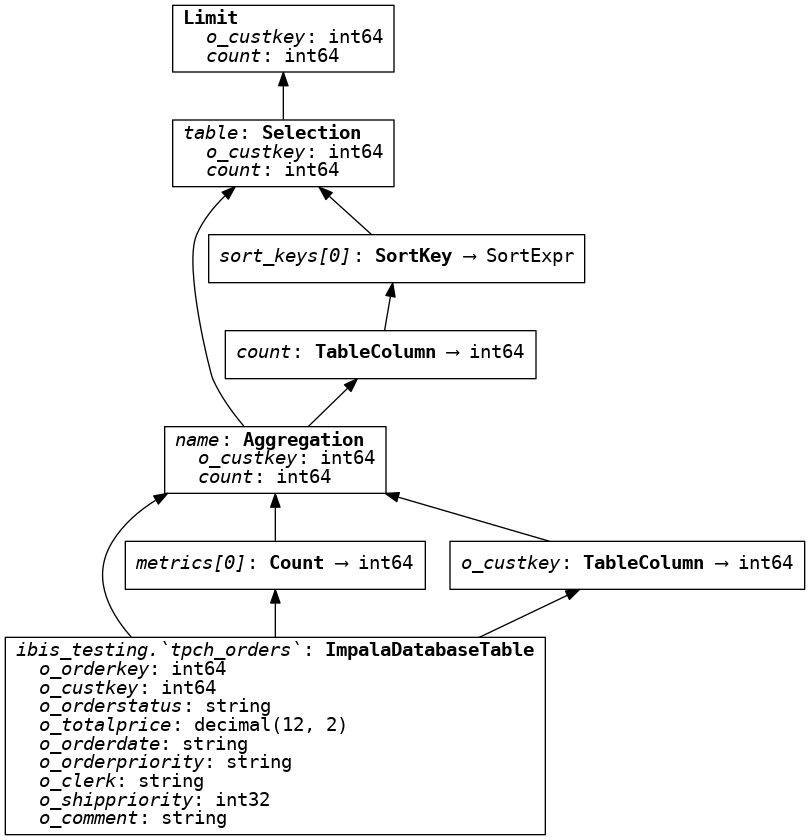 Limit
o_custkey: int64
count: int64
table: Selection
o_custkey: int64
count: int64
sort_keys[0]: SortKey → SortExpr
count: TableColumn → int64
name: Aggregation
o_custkey: int64
count: int64
metrics[0]: Count → int64
o_custkey: TableColumn → int64
ibis_testing.`tpch_orders`: ImpalaDatabaseTable
o_orderkey: int64
o_custkey: int64
o_orderstatus: string
o_totalprice: decimal(12, 2)
o_orderdate: string
o_orderpriority: string
o_clerk: string
o_shippriority: int32
o_comment: string